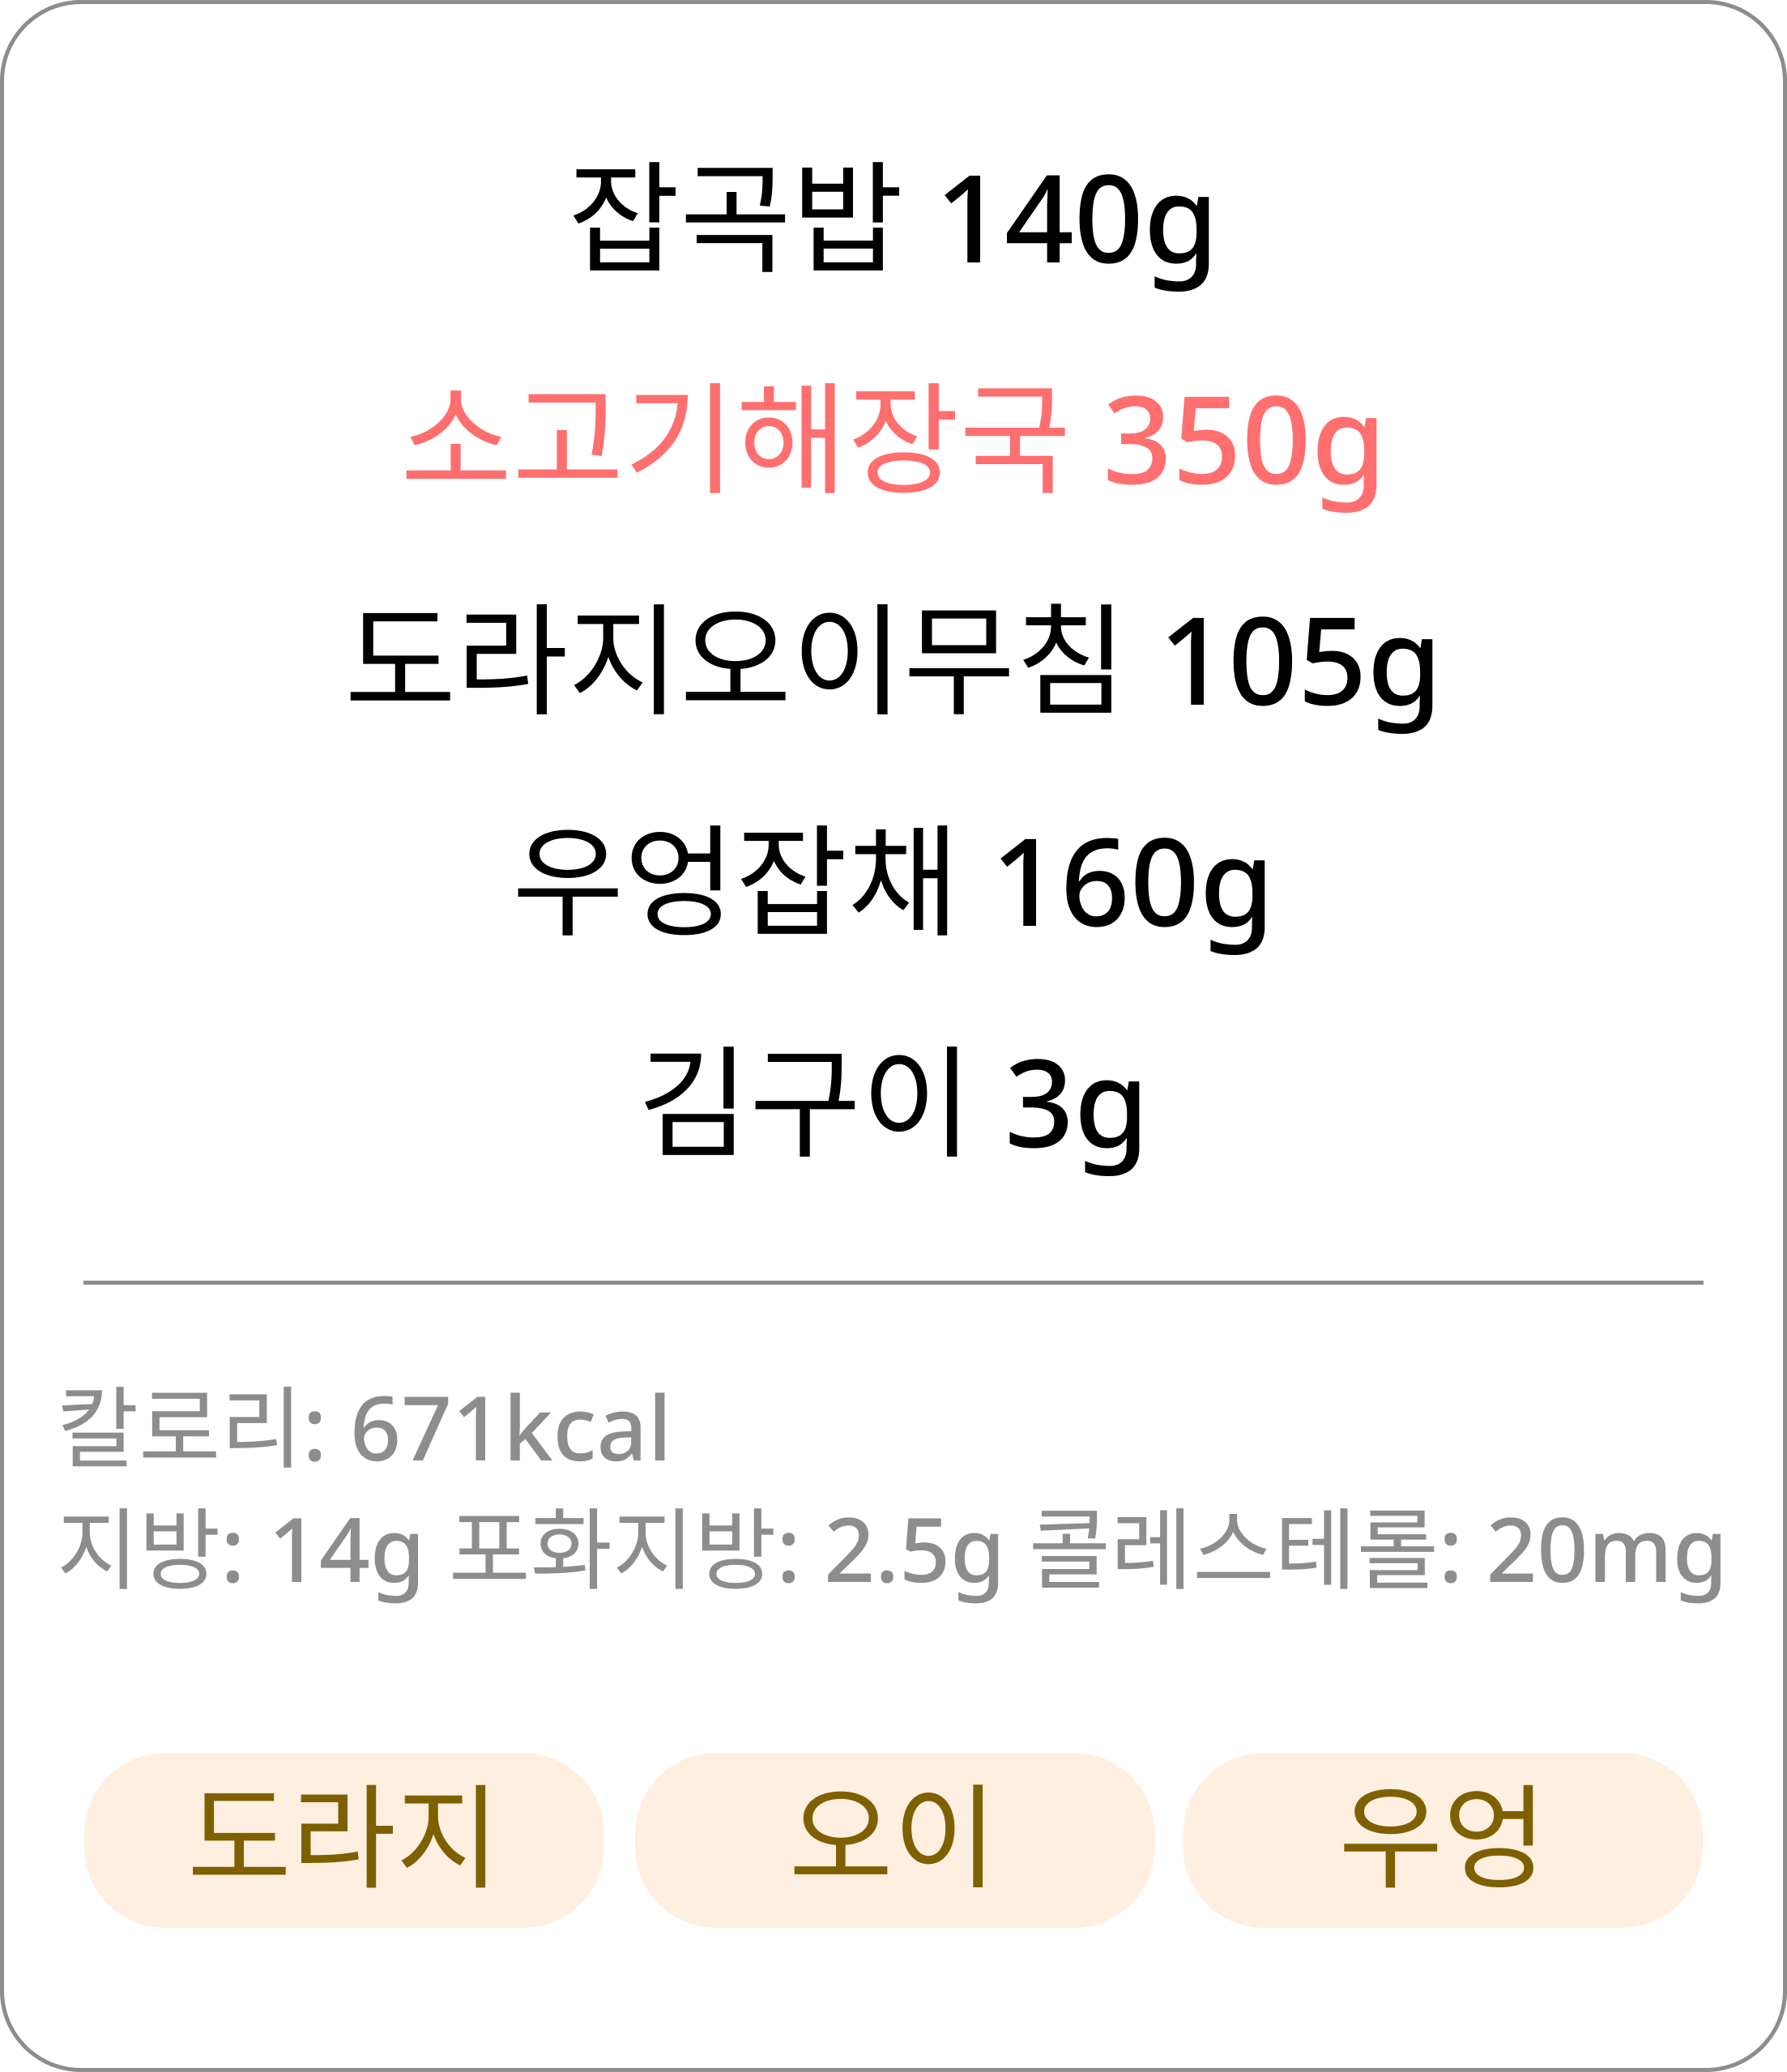 잡곡밥 140g
소고기해장국 350g
도라지오이무침 105g
우엉잡채 160g
김구이 3g
칼로리: 671kcal
지방: 14g 포화지방: 2.5g 클레스테롤: 20mg
도라지 오이 우엉